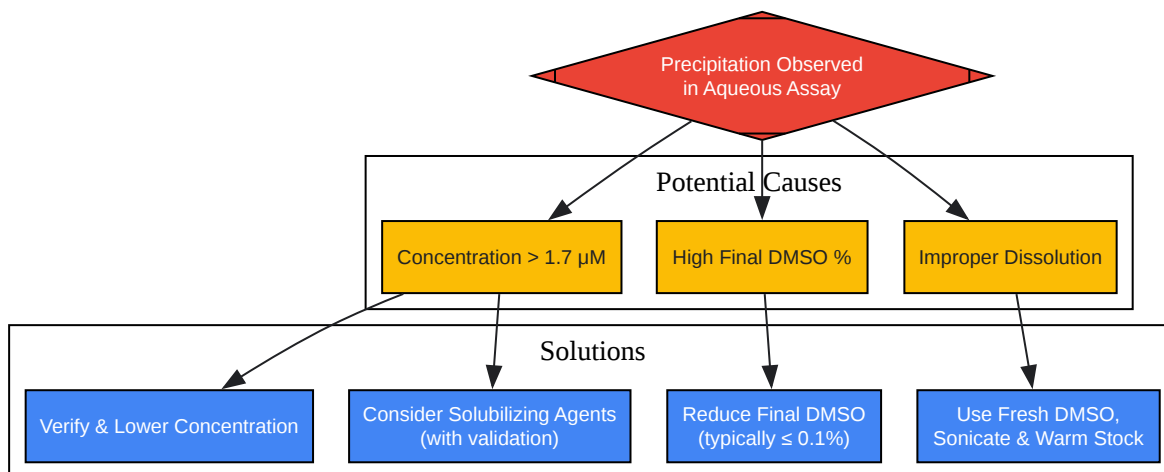 Precipitation Observed
in Aqueous Assay
Potential Causes
Concentration > 1.7 μM
High Final DMSO %
Improper Dissolution
Solutions
Verify & Lower Concentration
Consider Solubilizing Agents
(with validation)
Reduce Final DMSO
(typically ≤ 0.1%)
Use Fresh DMSO,
Sonicate & Warm Stock